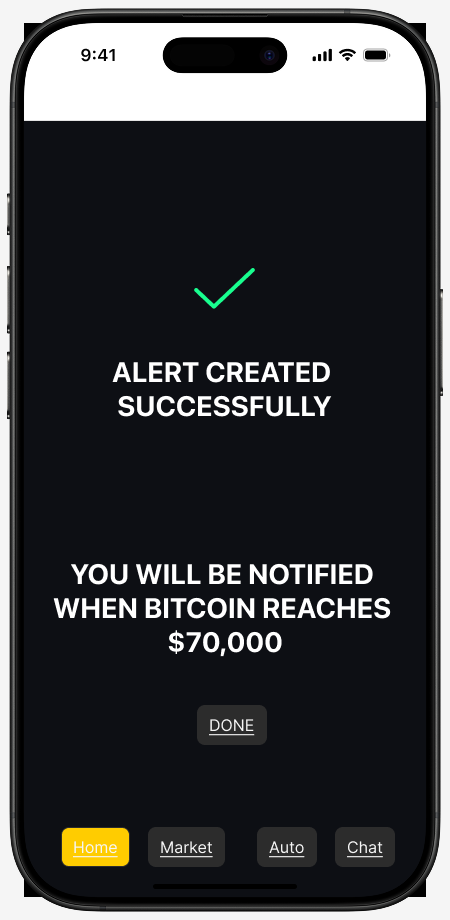 9:41
ALERT CREATED
SUCCESSFULLY
YOU WILL BE NOTIFIED
WHEN BITCOIN REACHES
$70,000
DONE
Home Market Auto Chat